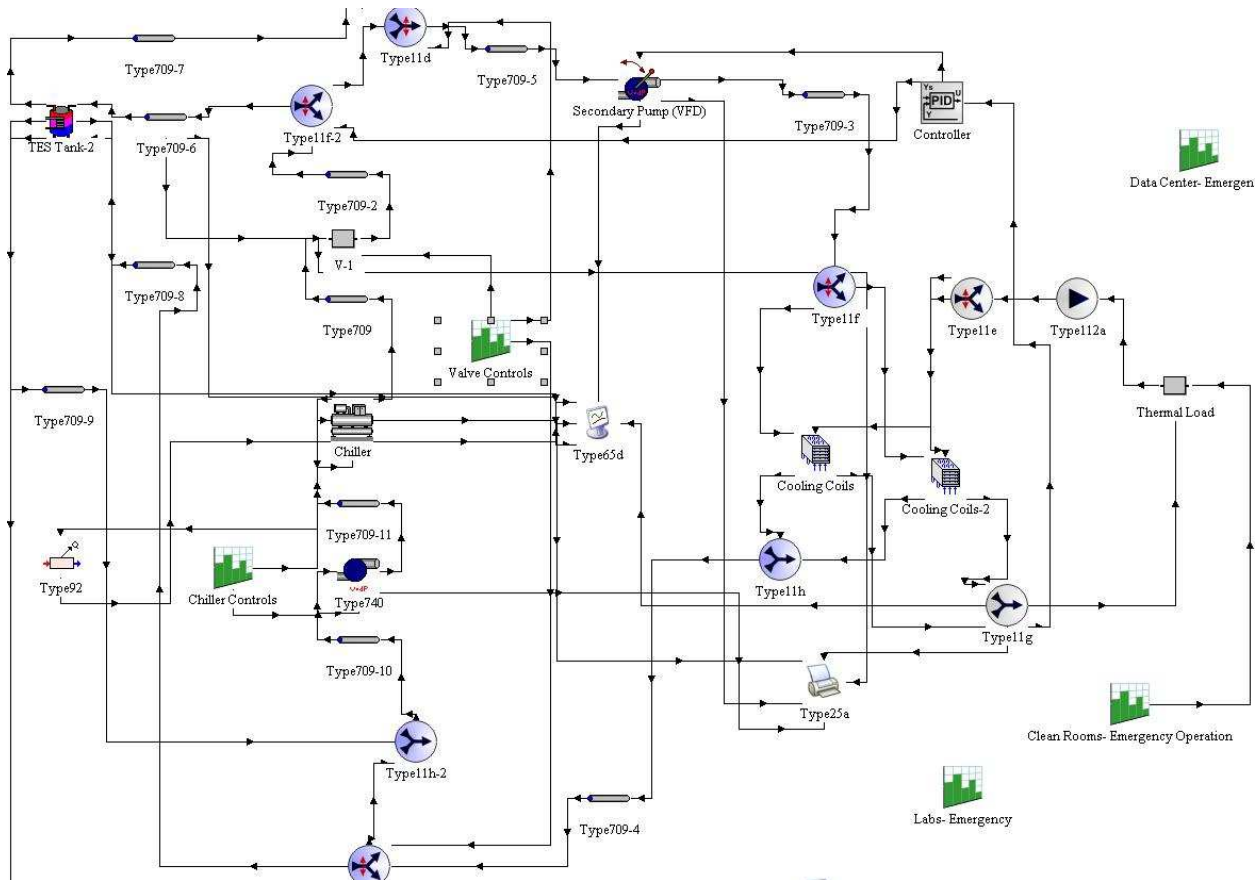 Type709-7
Type11d
Type709-5
Secondary Pump (VFD)
Type709-3
Ys
PID
U
Y
Controller
TES Tank-2
Type709-6
Type11f-2
Data Center- Emergen
Type709-2
V-1
Type709-8
Type709
Type11f
Type11e
Type112a
Valve Controls
Thermal Load
Type709-9
Chiller
Type65d
Cooling Coils
Cooling Coils-2
Type709-11
Q
Type92
Chiller Controls
Type740
Type11h
Type11g
Type709-10
Type25a
Clean Rooms- Emergency Operation
Type11h-2
Labs- Emergency
Type709-4